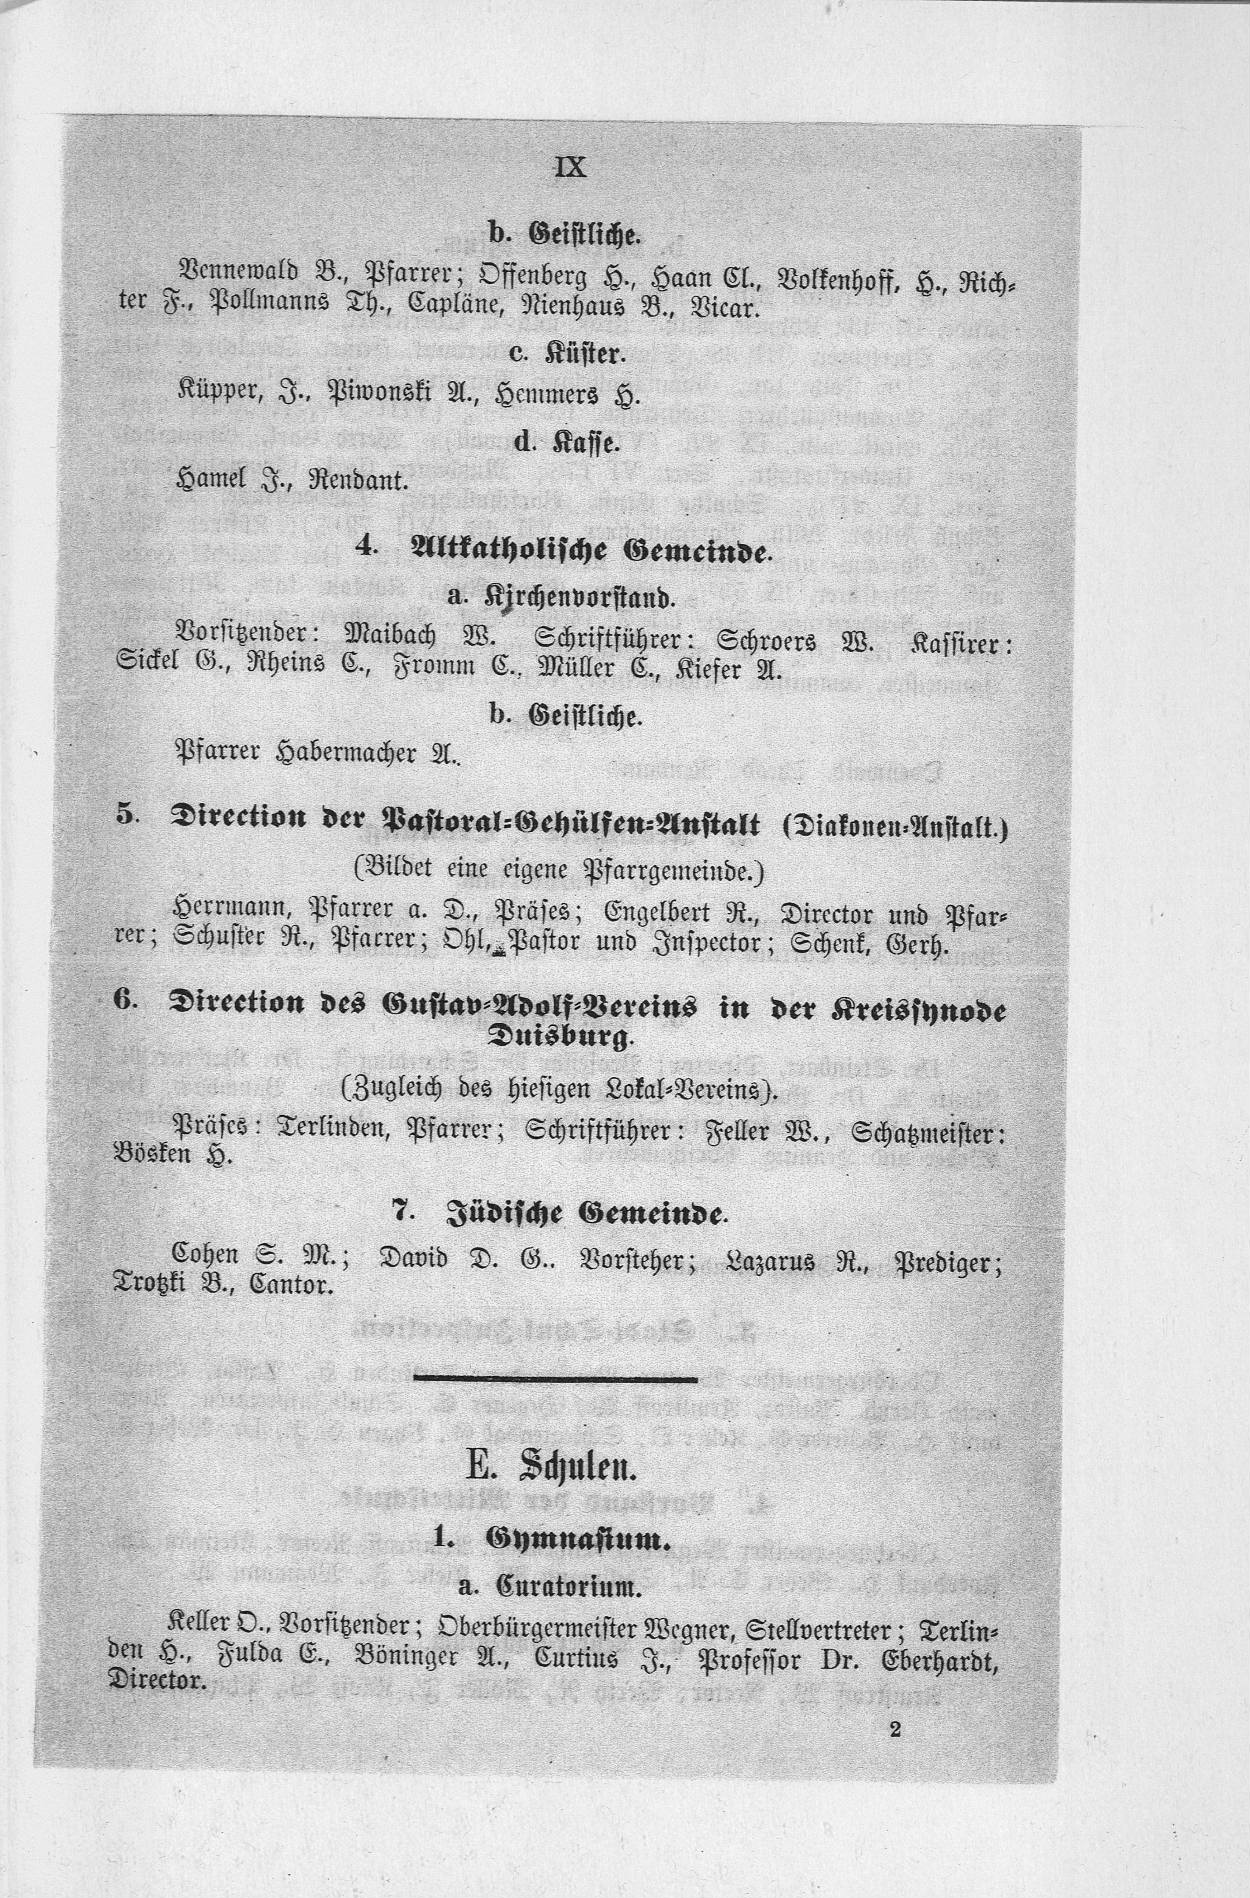 IX
b. Geistliche.
Vennewald B., Pfarrer; Offenberg H., Haan Cl., Volkenhoff, H., Rich-
ter F., Pollmanns Th., Capläne, Nienhaus B., Vicar.
c. Küster.
Küpper, J., Piwonski A., Hemmers H.
d. Kasse.
Hamel J., Rendant.
4. Altkatholische Gemeinde.
a. Kirchenvorstand.
Vorsitzender: Maibach W. Schriftführer: Schroers W. Kassirer:
Sickel G., Rheins C., Fromm C., Müller C., Kiefer A.
b. Geistliche.
Pfarrer Habermacher A.
5. Direction der Pastoral-Gehülfen-Anstalt (Diakonen-Anstalt.)
(Bildet eine eigene Pfarrgemeinde.)
Herrmann, Pfarrer a. D., Präses; Engelbert R., Director und Pfar-
rer; Schuster R., Pfarrer; Ohl, Pastor und Inspector; Schenk, Gerh.
6. Direction des Gustav-Adolf-Vereins in der Kreissynode
Duisburg.
(Zugleich des hiesigen Lokal-Vereins).
Präses: Terlinden, Pfarrer; Schriftführer: Feller W., Schatzmeister:
Bösken H.
7. Jüdische Gemeinde.
Cohen S. M.; David D. G.. Vorsteher; Lazarus R., Prediger;
Trotzki B., Cantor.
E. Schulen.
1. Gymnasium.
a. Curatorium.
Keller O., Vorsitzender; Oberbürgermeister Wegner, Stellvertreter; Terlin-
den H., Fulda E., Böninger A., Curtius J., Professor Dr. Eberhardt,
Director.
2